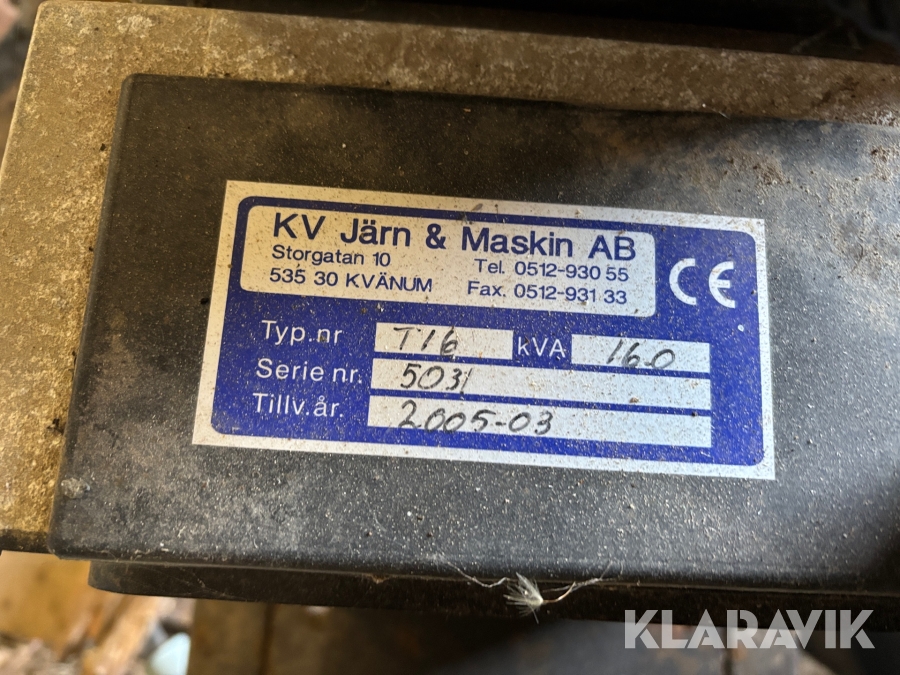 KV Järn & Maskin AB
Storgatan 10 Tel. 0512-930 55
535 30 KVÄNUM Fax. 0512-931 33
CE
Typ.nr T16 kVA 16.0
Serie nr. 5031
Tillv.år. 2005-03
KLARAVIK